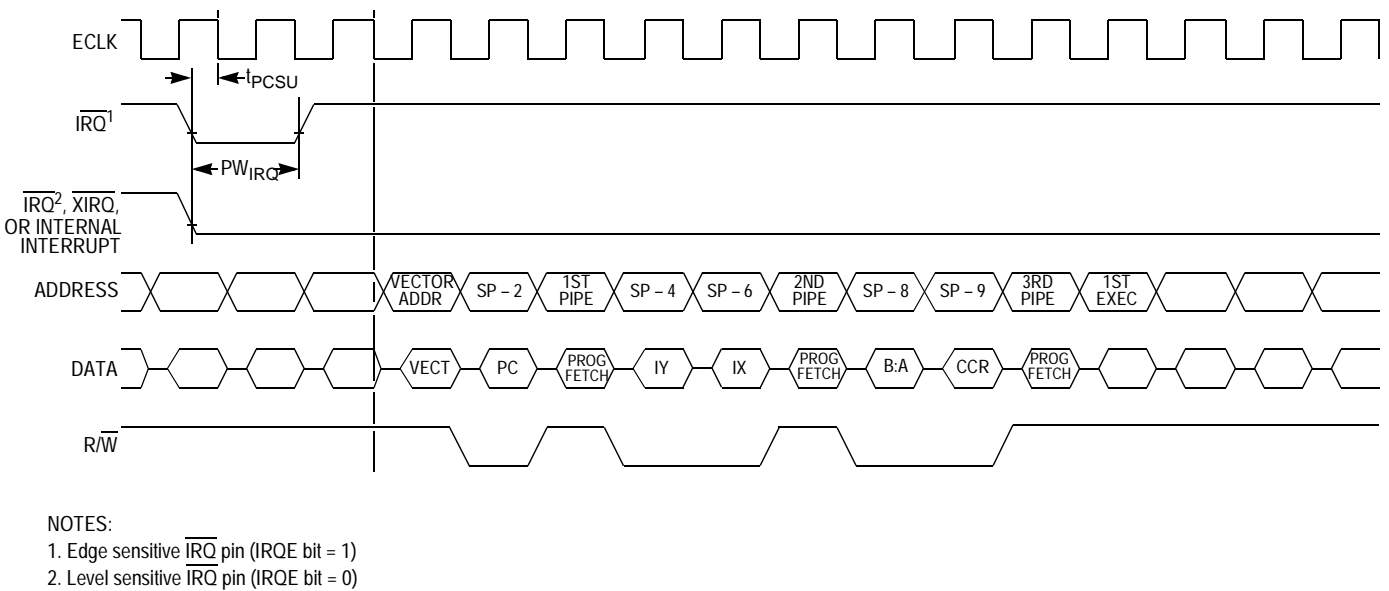 ECLK
tPCSU
IRQ1
PWIRQ
IRQ2, XIRQ,
OR INTERNAL
INTERRUPT
ADDRESS
VECTOR
ADDR
SP – 2
1ST
PIPE
SP – 4
SP – 6
2ND
PIPE
SP – 8
SP – 9
3RD
PIPE
1ST
EXEC
DATA
VECT
PC
PROG
FETCH
IY
IX
PROG
FETCH
B:A
CCR
PROG
FETCH
R/W
NOTES:
1. Edge sensitive IRQ pin (IRQE bit = 1)
2. Level sensitive IRQ pin (IRQE bit = 0)